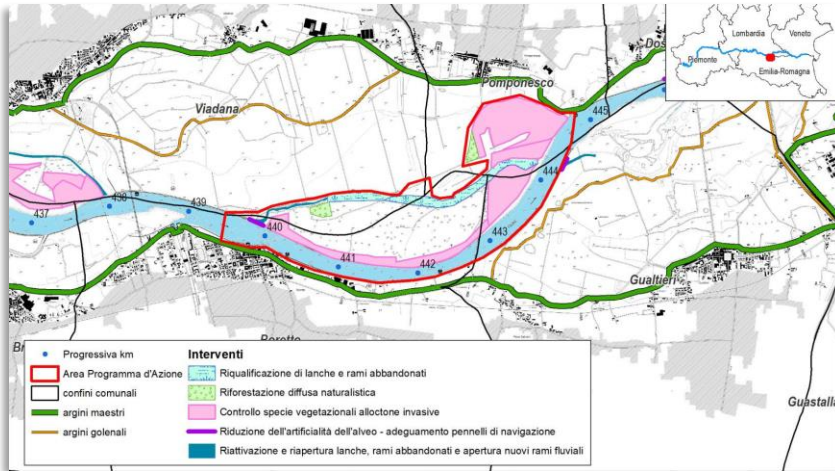 Lombardia
Veneto
Piemonte
Emilia-Romagna
Pomponesco
Viadana
445
444
443
442
441
440
439
438
437
Gualtieri
Guastalla
Progressiva km
Area Programma d'Azione
confini comunali
argini maestri
argini golenali
Interventi
Riqualificazione di lanche e rami abbandonati
Riforestazione diffusa naturalistica
Controllo specie vegetazionali alloctone invasive
Riduzione dell'artificialità dell'alveo - adeguamento pennelli di navigazione
Riattivazione e riapertura lanche, rami abbandonati e apertura nuovi rami fluviali